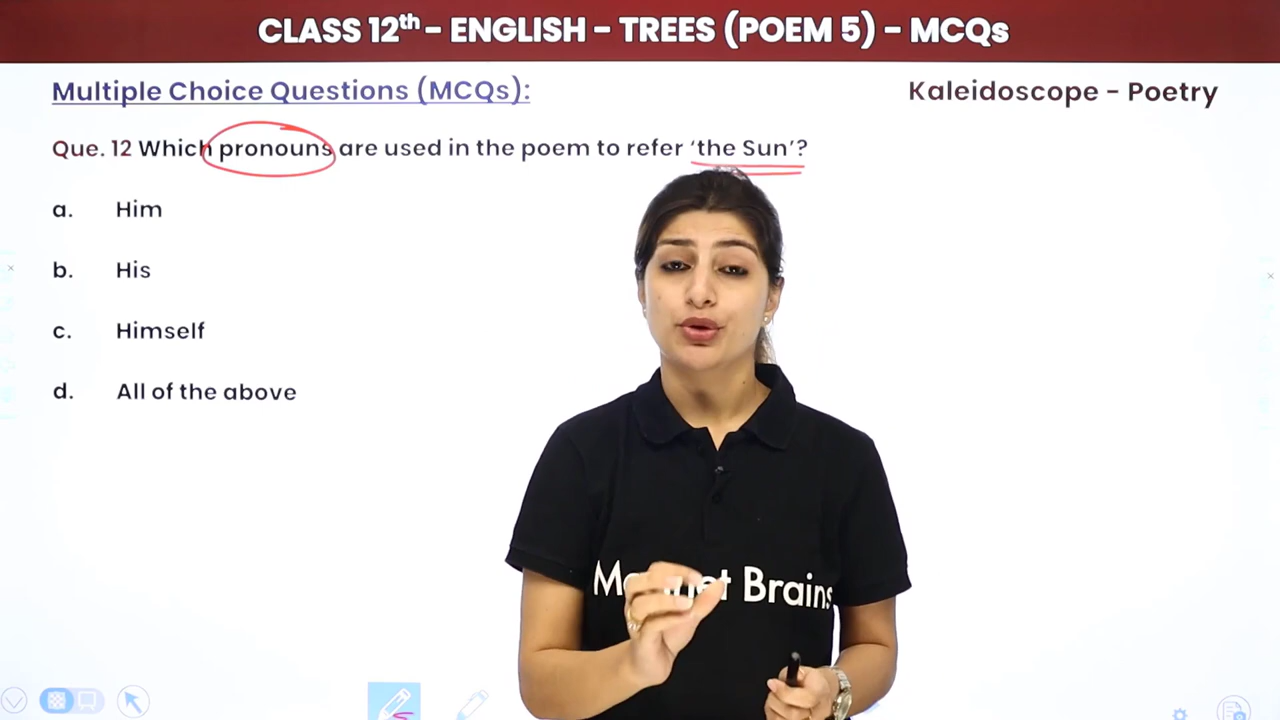 CLASS 12th - ENGLISH - TREES (POEM 5) - MCQs
Multiple Choice Questions (MCQs):
Kaleidoscope - Poetry
Que. 12 Which pronouns are used in the poem to refer ‘the Sun’?
a. Him
b. His
c. Himself
d. All of the above
Brains